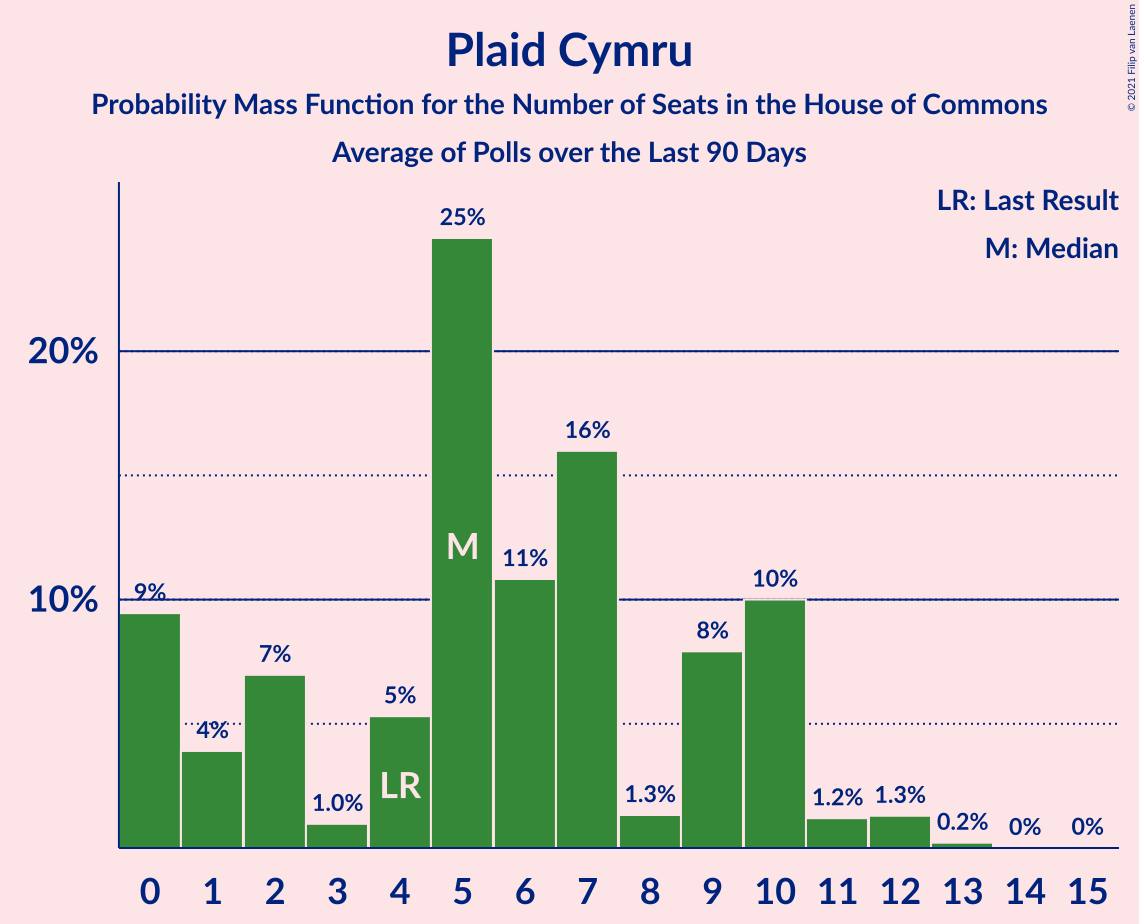 Plaid Cymru
Probability Mass Function for the Number of Seats in the House of Commons
Average of Polls over the Last 90 Days
© 2021 Filip van Laenen
LR: Last Result
M: Median
20%
10%
9%
4%
7%
1.0%
5%
25%
11%
16%
1.3%
8%
10%
1.2%
1.3%
0.2%
0%
0%
LR
M
0 1 2 3 4 5 6 7 8 9 10 11 12 13 14 15